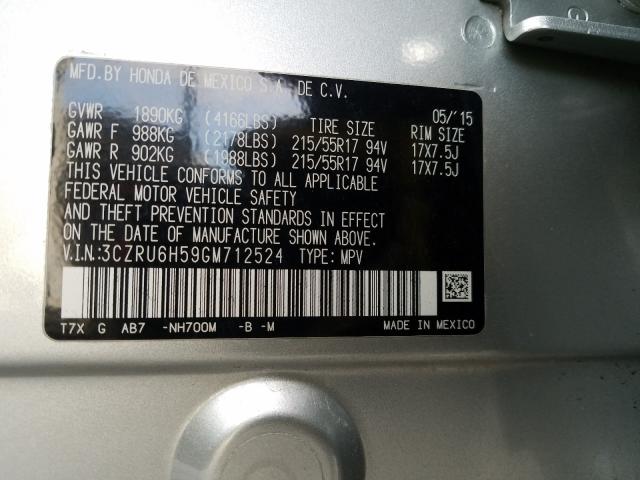 MFD.BY HONDA DE MEXICO S.A. DE C.V.
05/'15
GVWR 1890KG (4166LBS) TIRE SIZE RIM SIZE
GAWR F 988KG (2178LBS) 215/55R17 94V 17X7.5J
GAWR R 902KG (1988LBS) 215/55R17 94V 17X7.5J
THIS VEHICLE CONFORMS TO ALL APPLICABLE
FEDERAL MOTOR VEHICLE SAFETY
AND THEFT PREVENTION STANDARDS IN EFFECT
ON THE DATE OF MANUFACTURE SHOWN ABOVE.
V.I.N:3CZRU6H59GM712524 TYPE: MPV
T7X G AB7 -NH700M -B -M MADE IN MEXICO